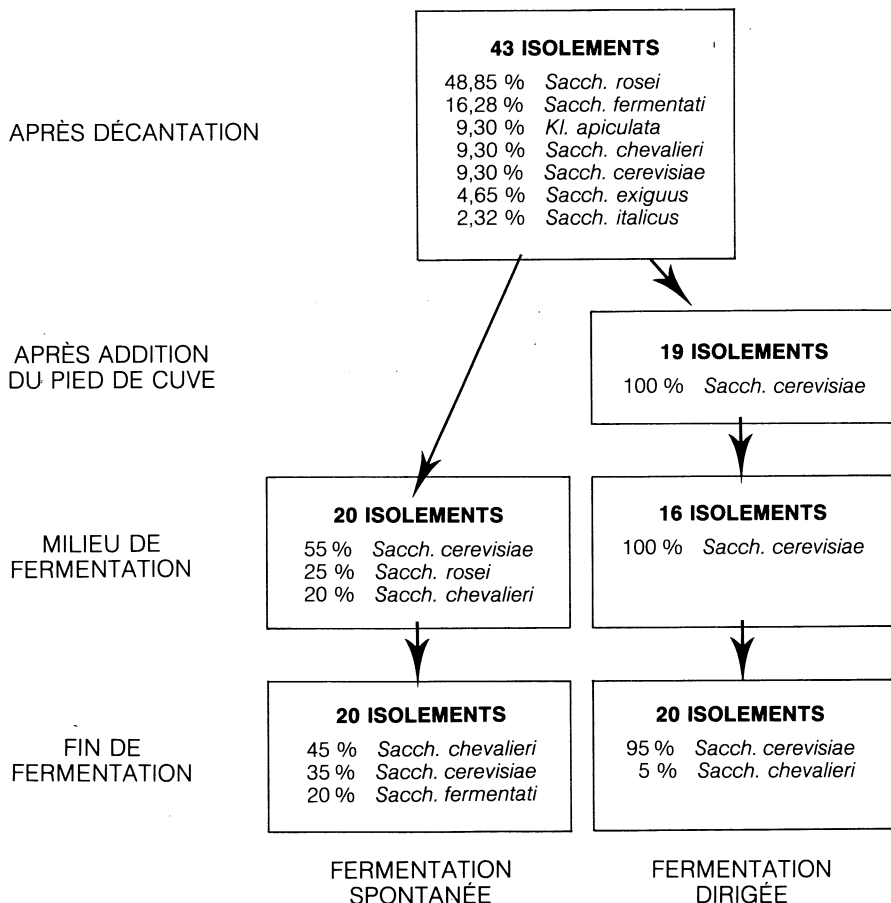 43 ISOLEMENTS
48,85 % Sacch. rosei
16,28 % Sacch. fermentati
9,30 % Kl. apiculata
9,30 % Sacch. chevalieri
9,30 % Sacch. cerevisiae
4,65 % Sacch. exiguus
2,32 % Sacch. italicus
APRÈS DÉCANTATION
APRÈS ADDITION
DU PIED DE CUVE
19 ISOLEMENTS
100 % Sacch. cerevisiae
MILIEU DE
FERMENTATION
20 ISOLEMENTS
55 % Sacch. cerevisiae
25 % Sacch. rosei
20 % Sacch. chevalieri
16 ISOLEMENTS
100 % Sacch. cerevisiae
FIN DE
FERMENTATION
20 ISOLEMENTS
45 % Sacch. chevalieri
35 % Sacch. cerevisiae
20 % Sacch. fermentati
20 ISOLEMENTS
95 % Sacch. cerevisiae
5 % Sacch. chevalieri
FERMENTATION
SPONTANÉE
FERMENTATION
DIRIGÉE